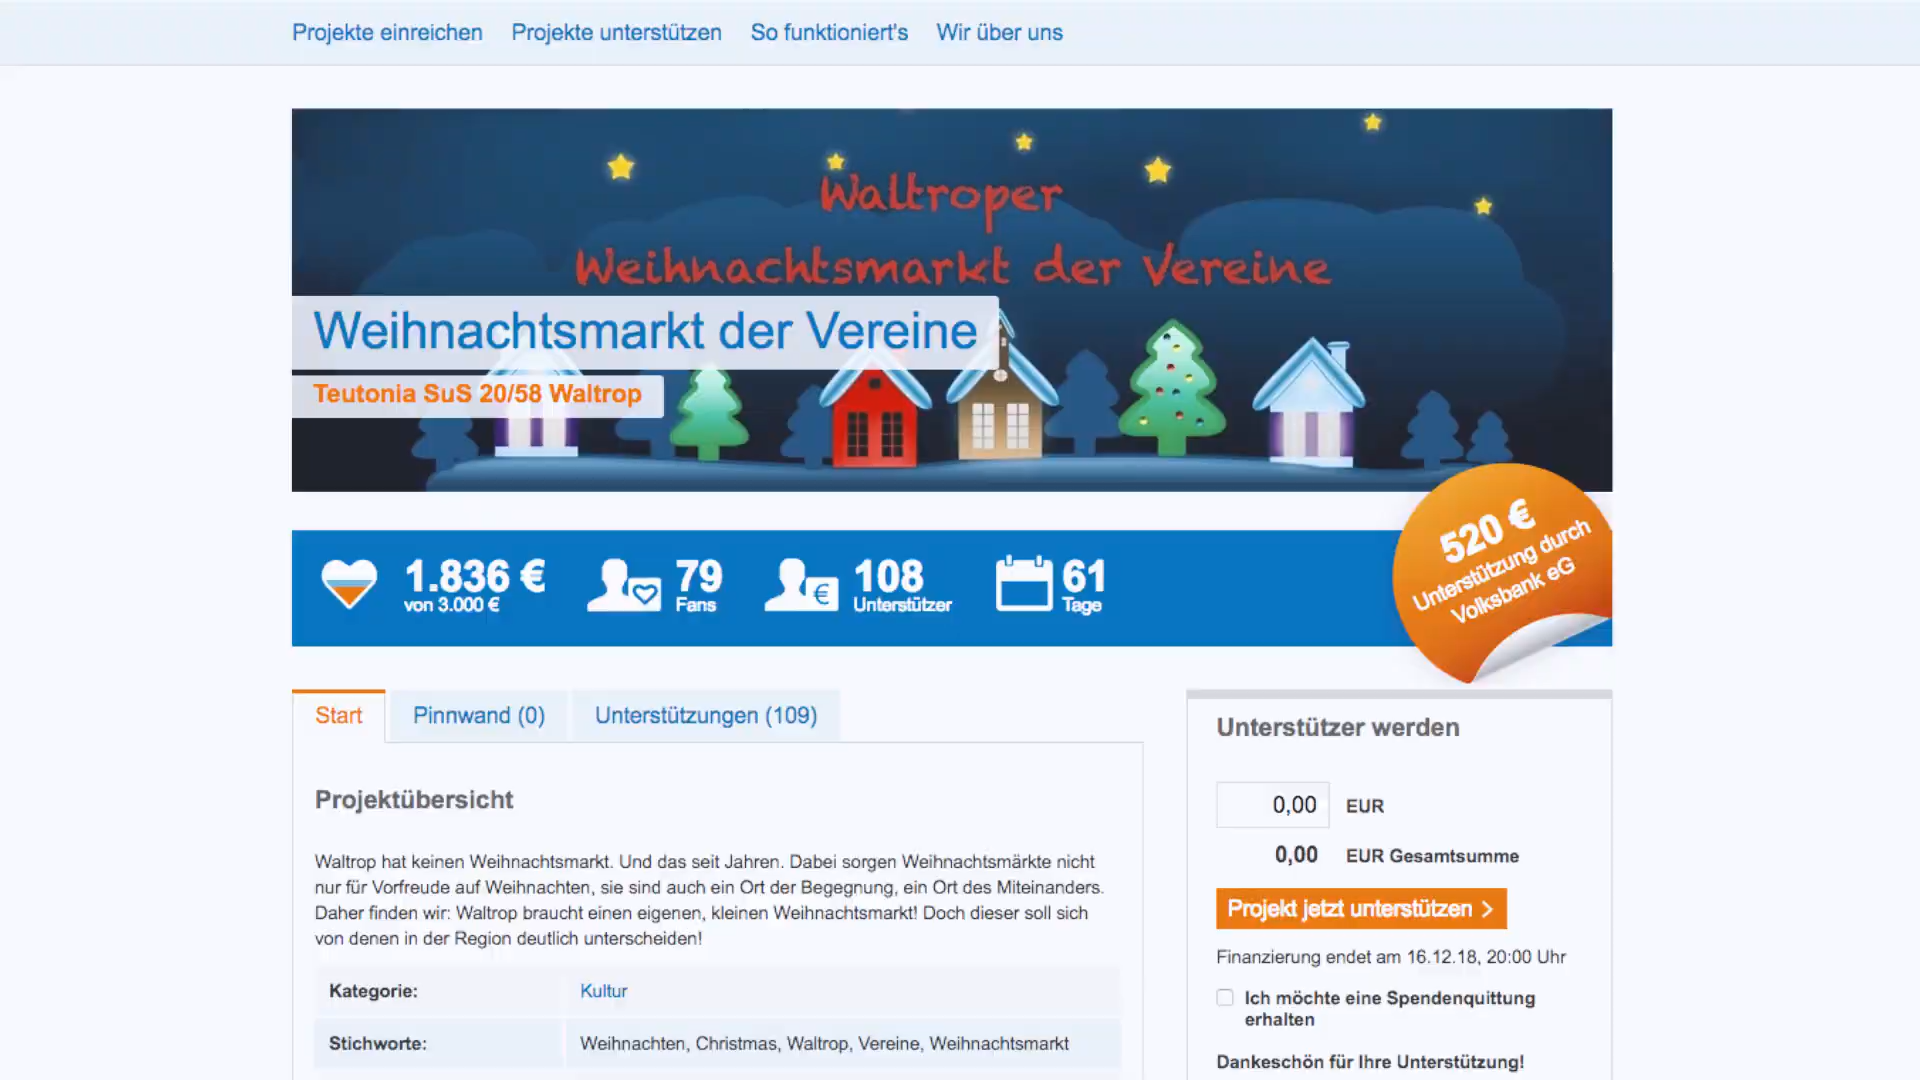 Projekte einreichen Projekte unterstützen So funktioniert's Wir über uns
Waltroper
Weihnachtsmarkt der Vereine
Weihnachtsmarkt der Vereine
Teutonia SuS 20/58 Waltrop
520 €
Unterstützung durch
Volksbank eG
1.836 €
von 3.000 €
79
Fans
108
Unterstützer
61
Tage
Start Pinnwand (0) Unterstützungen (109)
Projektübersicht
Waltrop hat keinen Weihnachtsmarkt. Und das seit Jahren. Dabei sorgen Weihnachtsmärkte nicht
nur für Vorfreude auf Weihnachten, sie sind auch ein Ort der Begegnung, ein Ort des Miteinanders.
Daher finden wir: Waltrop braucht einen eigenen, kleinen Weihnachtsmarkt! Doch dieser soll sich
von denen in der Region deutlich unterscheiden!
Kategorie: Kultur
Stichworte: Weihnachten, Christmas, Waltrop, Vereine, Weihnachtsmarkt
Unterstützer werden
0,00 EUR
0,00 EUR Gesamtsumme
Projekt jetzt unterstützen >
Finanzierung endet am 16.12.18, 20:00 Uhr
Ich möchte eine Spendenquittung
erhalten
Dankeschön für Ihre Unterstützung!